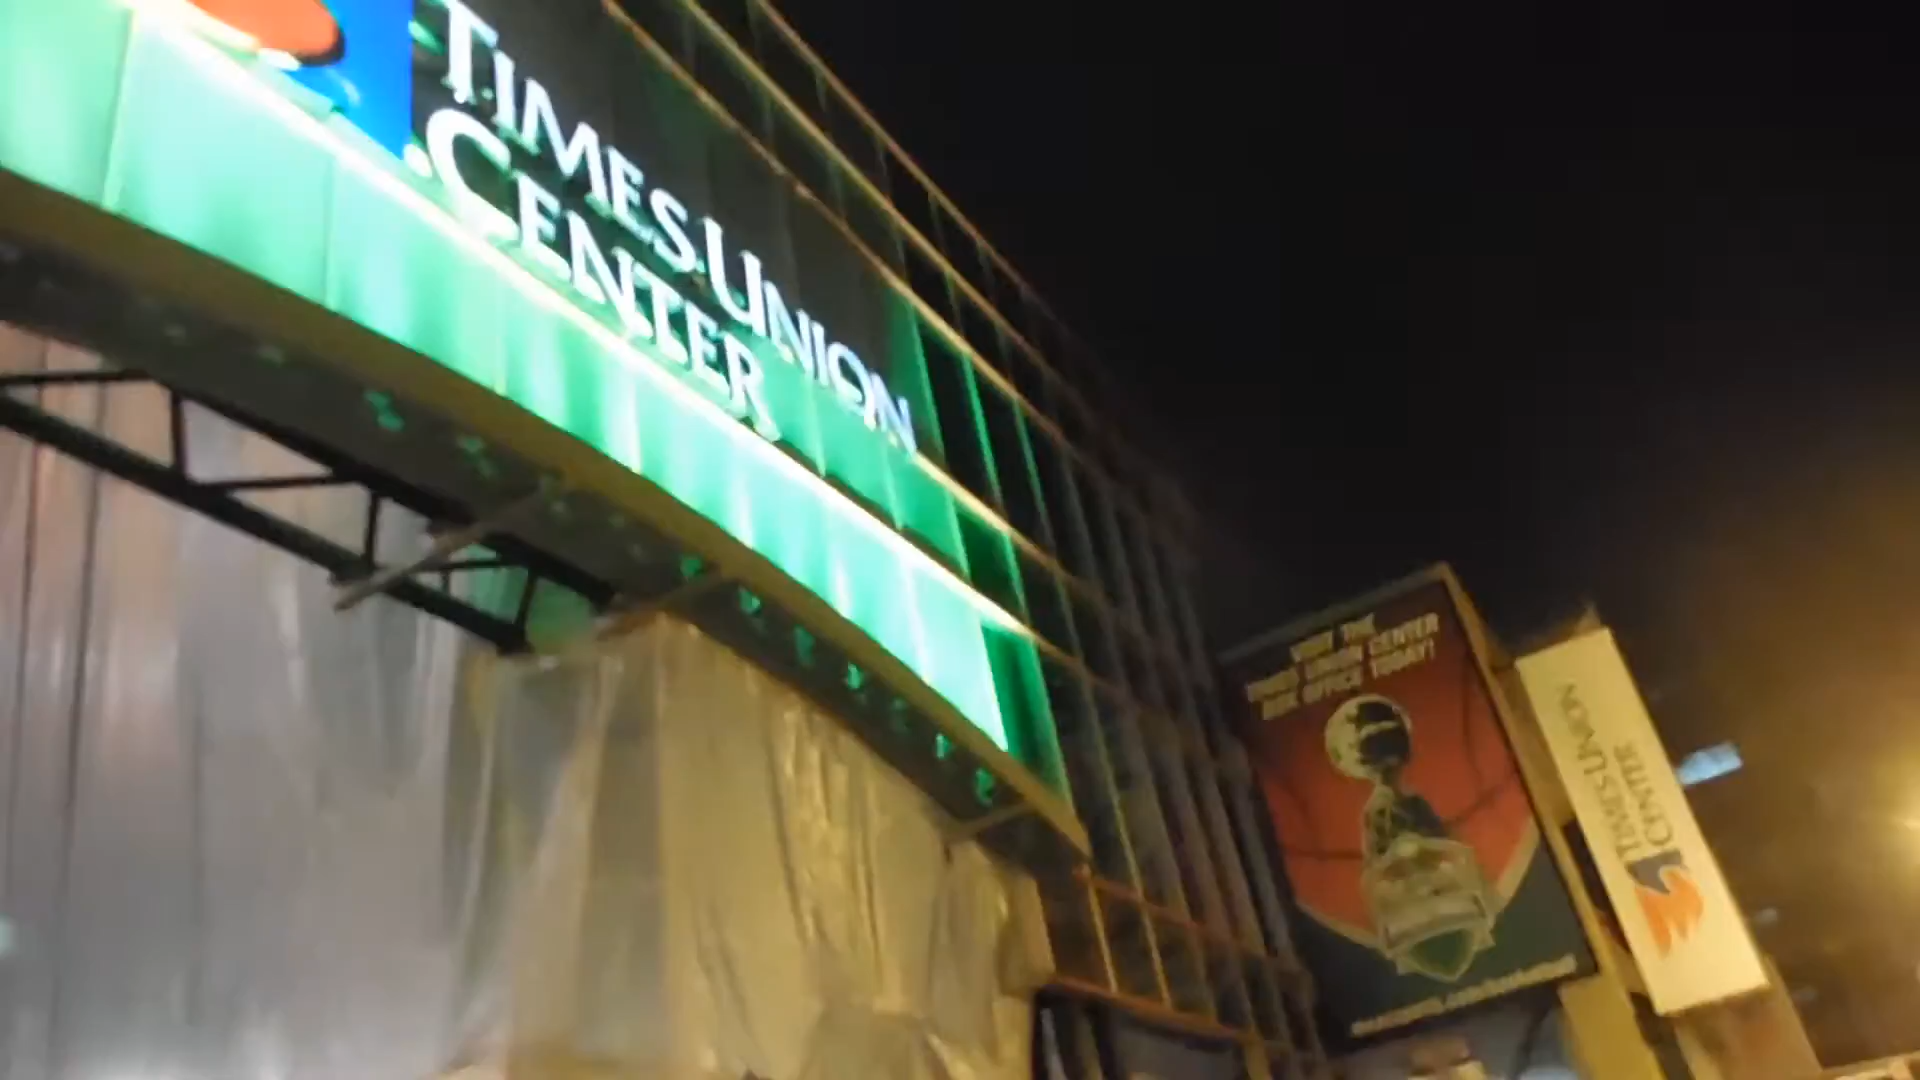 TIMES UNION
CENTER
VISIT THE
TIMES UNION CENTER
BOX OFFICE TODAY!
TIMES UNION
CENTER